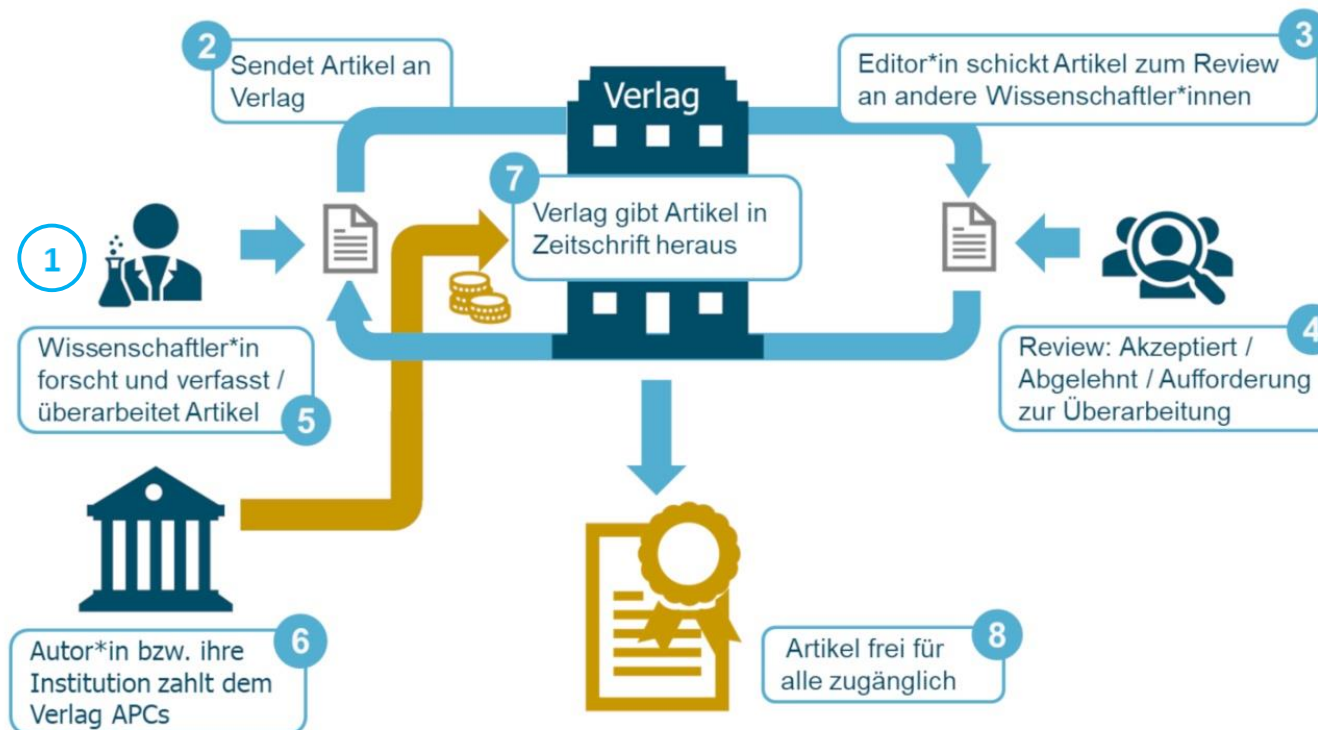 2
Sendet Artikel an
Verlag
Verlag
3
Editor*in schickt Artikel zum Review
an andere Wissenschaftler*innen
7
Verlag gibt Artikel in
Zeitschrift heraus
1
Wissenschaftler*in
forscht und verfasst /
überarbeitet Artikel
5
4
Review: Akzeptiert /
Abgelehnt / Aufforderung
zur Überarbeitung
6
Autor*in bzw. ihre
Institution zahlt dem
Verlag APCs
8
Artikel frei für
alle zugänglich